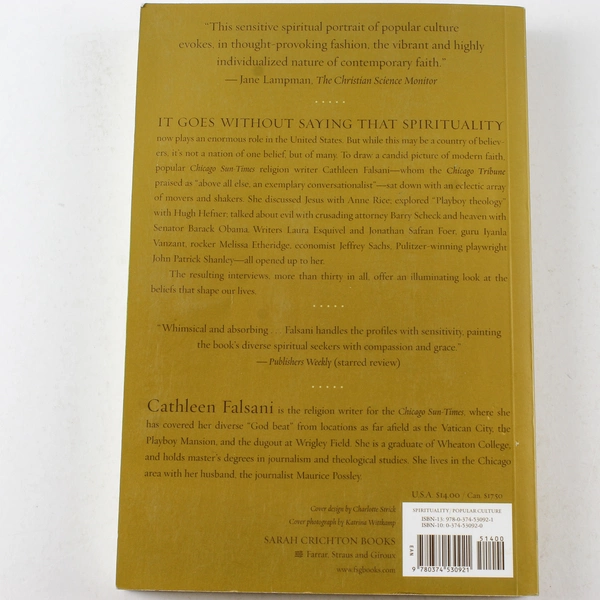 "This sensitive spiritual portrait of popular culture
evokes, in thought-provoking fashion, the vibrant and highly
individualized nature of contemporary faith."
— Jane Lampman, The Christian Science Monitor
.....
IT GOES WITHOUT SAYING THAT SPIRITUALITY
now plays an enormous role in the United States. But while this may be a country of believ-
ers, it's not a nation of one belief, but of many. To draw a candid picture of modern faith,
popular Chicago Sun-Times religion writer Cathleen Falsani—whom the Chicago Tribune
praised as "above all else, an exemplary conversationalist"—sat down with an eclectic array
of movers and shakers. She discussed Jesus with Anne Rice; explored "Playboy theology"
with Hugh Hefner; talked about evil with crusading attorney Barry Scheck and heaven with
Senator Barack Obama. Writers Laura Esquivel and Jonathan Safran Foer, guru Iyanla
Vanzant, rocker Melissa Etheridge, economist Jeffrey Sachs, Pulitzer-winning playwright
John Patrick Shanley—all opened up to her.
The resulting interviews, more than thirty in all, offer an illuminating look at the
beliefs that shape our lives.
.....
"Whimsical and absorbing . . . Falsani handles the profiles with sensitivity, painting
the book's diverse spiritual seekers with compassion and grace."
— Publishers Weekly (starred review)
.....
Cathleen Falsani is the religion writer for the Chicago Sun-Times, where she
has covered her diverse "God beat" from locations as far afield as the Vatican City, the
Playboy Mansion, and the dugout at Wrigley Field. She is a graduate of Wheaton College,
and holds master's degrees in journalism and theological studies. She lives in the Chicago
area with her husband, the journalist Maurice Possley.
U.S.A. $14.00 / Can. $17.50
Cover design by Charlotte Strick
Cover photograph by Katrina Wittkamp
SARAH CRICHTON BOOKS
Farrar, Straus and Giroux
www.fsgbooks.com
SPIRITUALITY / POPULAR CULTURE
ISBN-13: 978-0-374-53092-1
ISBN-10: 0-374-53092-0
51400
EAN
9 780374 530921